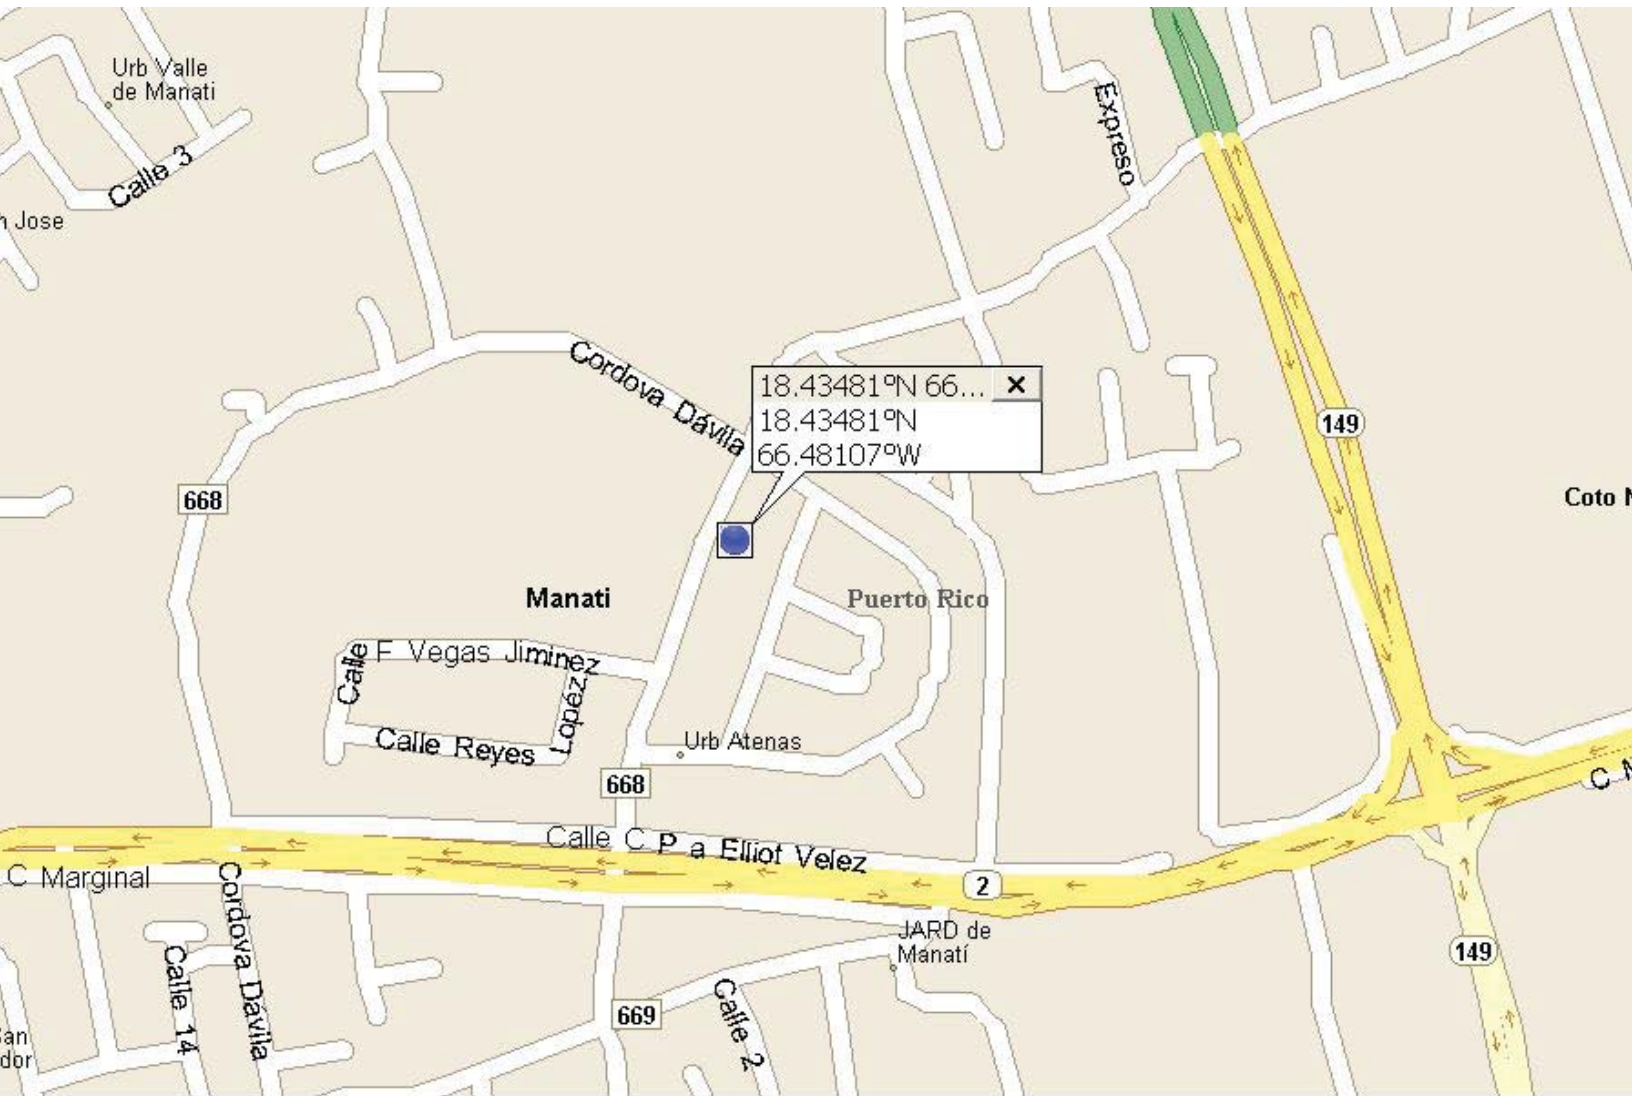 Urb Valle
de Manati
Calle 3
Jose
Expreso
Cordova Dávila
18.43481°N 66...
18.43481°N
66.48107°W
149
668
Coto
Manati
Puerto Rico
Calle F Vegas Jiminez
Calle Reyes
Lopéz
Urb Atenas
668
Calle C P a Elliot Velez
C
C Marginal
2
Cordova Dávila
JARD de
Manatí
149
Calle 14
Calle 2
669